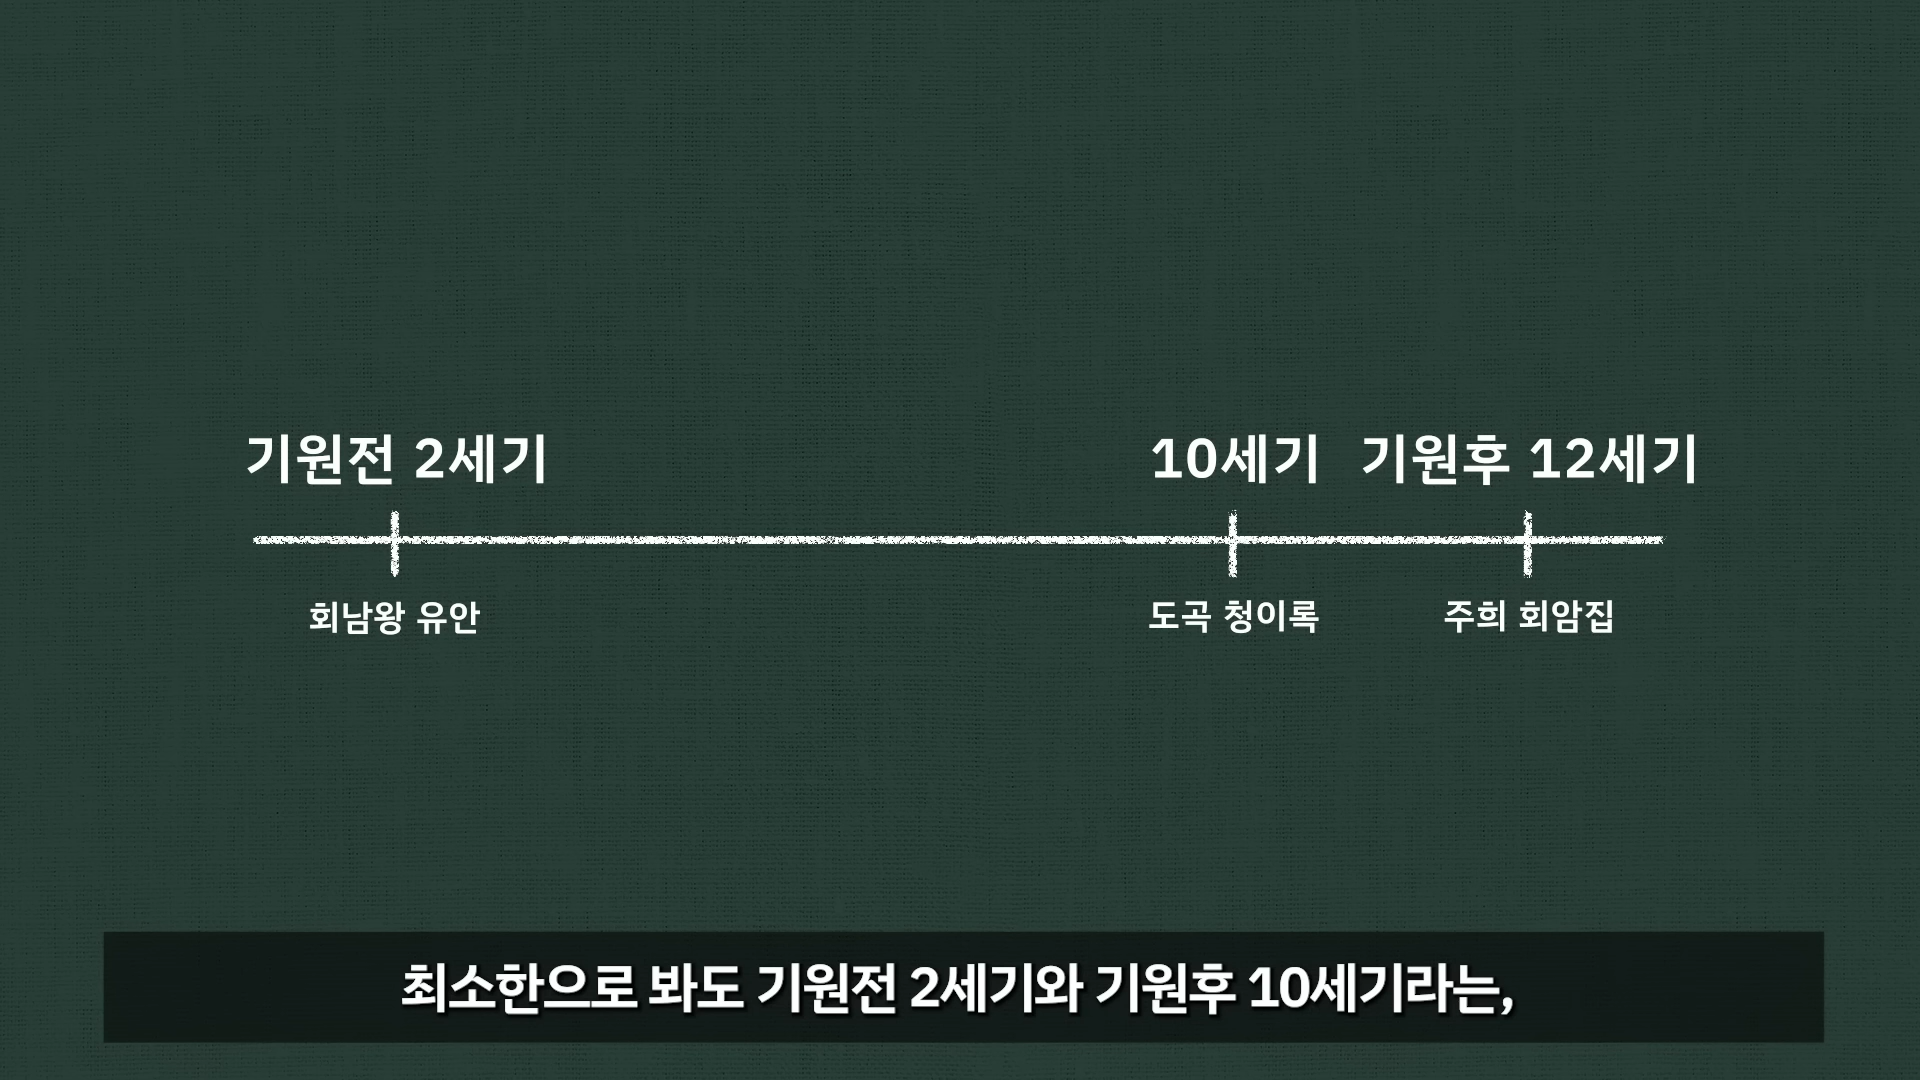 기원전 2세기
10세기
기원후 12세기
회남왕 유안
도곡 청이록
주희 회암집
최소한으로 봐도 기원전 2세기와 기원후 10세기라는,